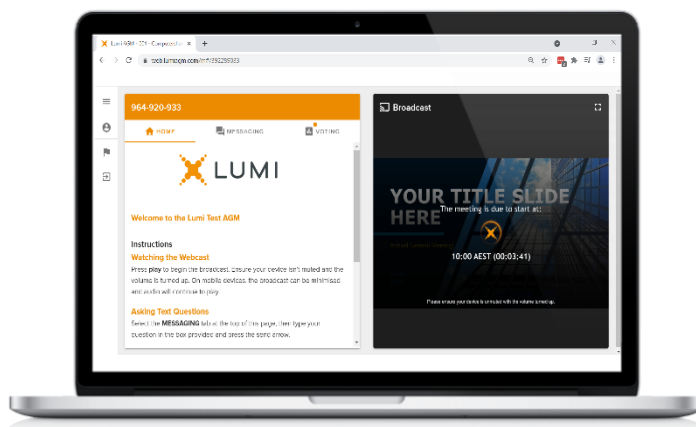 964-920-933
HOME
MESSAGING
VOTING
LUMI
Welcome to the Lumi Test AGM
Instructions
Watching the Webcast
Press play to begin the broadcast. Ensure your device isn't muted and the
volume is turned up. On mobile devices, the broadcast can be minimised
and audio will continue to play.
Asking Text Questions
Select the MESSAGING tab at the top of this page, then type your
question in the box provided and press the send arrow.
Broadcast
YOUR TITLE SLIDE
HERE
The meeting is due to start at:
10:00 AEST (00:03:41)
Please ensure your device is unmuted with the volume turned up.